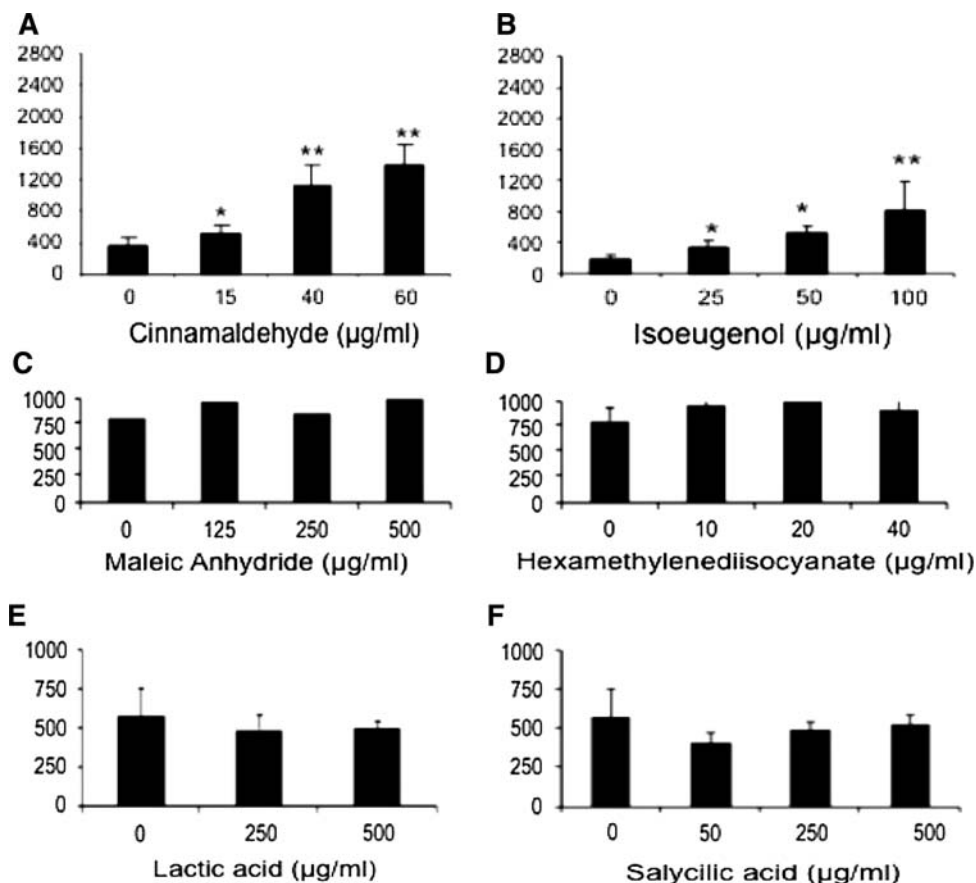 A
2800
2400
2000
1600
1200
800
400
0
* ** **
0 15 40 60
Cinnamaldehyde (µg/ml)
B
2800
2400
2000
1600
1200
800
400
0
* * **
0 25 50 100
Isoeugenol (µg/ml)
C
1000
750
500
250
0
0 125 250 500
Maleic Anhydride (µg/ml)
D
1000
750
500
250
0
0 10 20 40
Hexamethylenediisocyanate (µg/ml)
E
1000
750
500
250
0
0 250 500
Lactic acid (µg/ml)
F
1000
750
500
250
0
0 50 250 500
Salycilic acid (µg/ml)